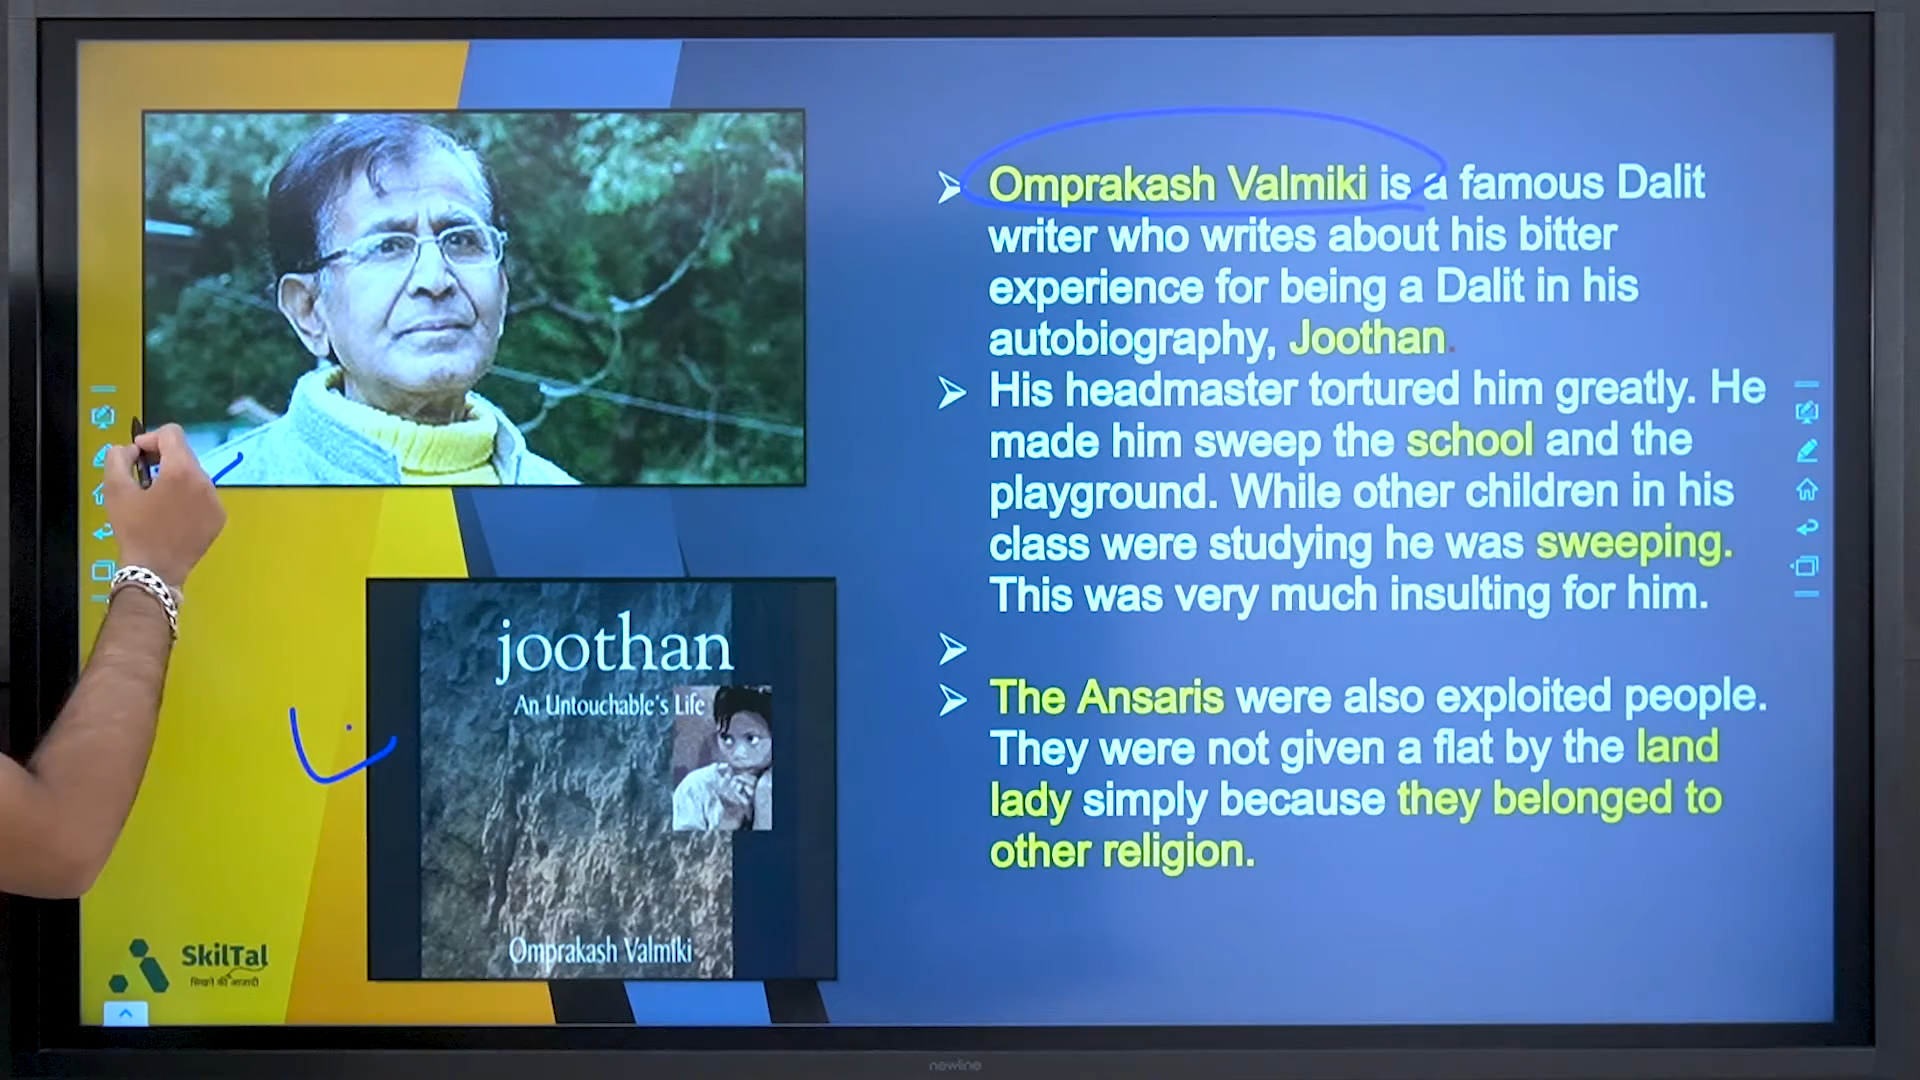 ➢ Omprakash Valmiki is a famous Dalit
writer who writes about his bitter
experience for being a Dalit in his
autobiography, Joothan.
➢ His headmaster tortured him greatly. He
made him sweep the school and the
playground. While other children in his
class were studying he was sweeping.
This was very much insulting for him.
➢
➢ The Ansaris were also exploited people.
They were not given a flat by the land
lady simply because they belonged to
other religion.
joothan
An Untouchable's Life
Omprakash Valmiki
SkilTal
सिखने की आजादी
newline